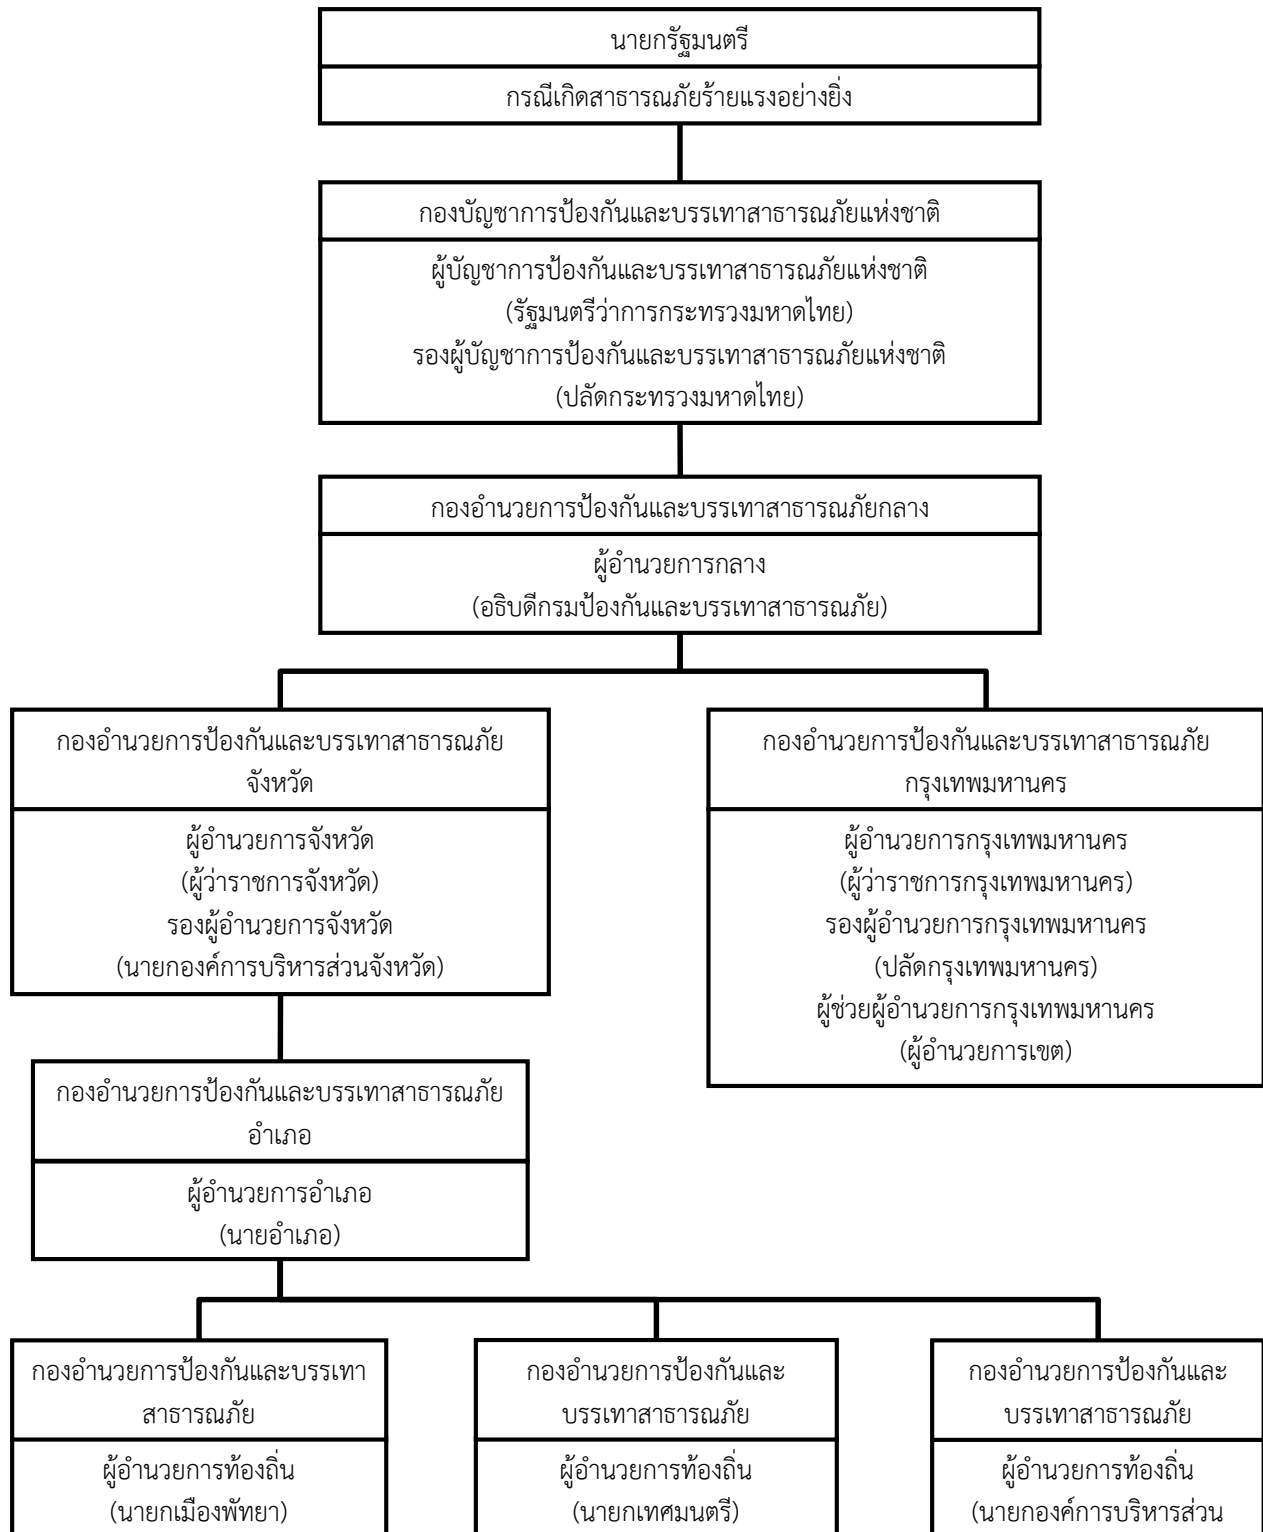 นายกรัฐมนตรี
กรณีเกิดสาธารณภัยร้ายแรงอย่างยิ่ง
กองบัญชาการป้องกันและบรรเทาสาธารณภัยแห่งชาติ
ผู้บัญชาการป้องกันและบรรเทาสาธารณภัยแห่งชาติ
(รัฐมนตรีว่าการกระทรวงมหาดไทย)
รองผู้บัญชาการป้องกันและบรรเทาสาธารณภัยแห่งชาติ
(ปลัดกระทรวงมหาดไทย)
กองอำนวยการป้องกันและบรรเทาสาธารณภัยกลาง
ผู้อำนวยการกลาง
(อธิบดีกรมป้องกันและบรรเทาสาธารณภัย)
กองอำนวยการป้องกันและบรรเทาสาธารณภัย
จังหวัด
ผู้อำนวยการจังหวัด
(ผู้ว่าราชการจังหวัด)
รองผู้อำนวยการจังหวัด
(นายกองค์การบริหารส่วนจังหวัด)
กองอำนวยการป้องกันและบรรเทาสาธารณภัย
กรุงเทพมหานคร
ผู้อำนวยการกรุงเทพมหานคร
(ผู้ว่าราชการกรุงเทพมหานคร)
รองผู้อำนวยการกรุงเทพมหานคร
(ปลัดกรุงเทพมหานคร)
ผู้ช่วยผู้อำนวยการกรุงเทพมหานคร
(ผู้อำนวยการเขต)
กองอำนวยการป้องกันและบรรเทาสาธารณภัย
อำเภอ
ผู้อำนวยการอำเภอ
(นายอำเภอ)
กองอำนวยการป้องกันและบรรเทา
สาธารณภัย
ผู้อำนวยการท้องถิ่น
(นายกเมืองพัทยา)
กองอำนวยการป้องกันและ
บรรเทาสาธารณภัย
ผู้อำนวยการท้องถิ่น
(นายกเทศมนตรี)
กองอำนวยการป้องกันและ
บรรเทาสาธารณภัย
ผู้อำนวยการท้องถิ่น
(นายกองค์การบริหารส่วน